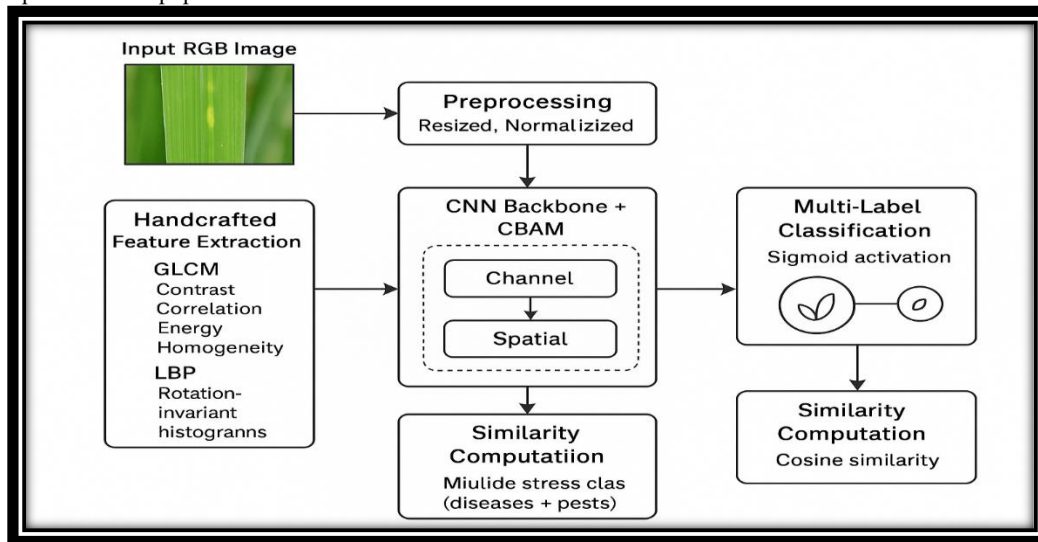 Input RGB Image
Preprocessing
Resized, Normalizized
Handcrafted
Feature Extraction
GLCM
Contrast
Correlation
Energy
Homogeneity
LBP
Rotation-
invariant
histogranns
CNN Backbone +
CBAM
Channel
Spatial
Multi-Label
Classification
Sigmoid activation
Similarity
Computatiion
Miulide stress clas
(diseases + pests)
Similarity
Computation
Cosine similarity